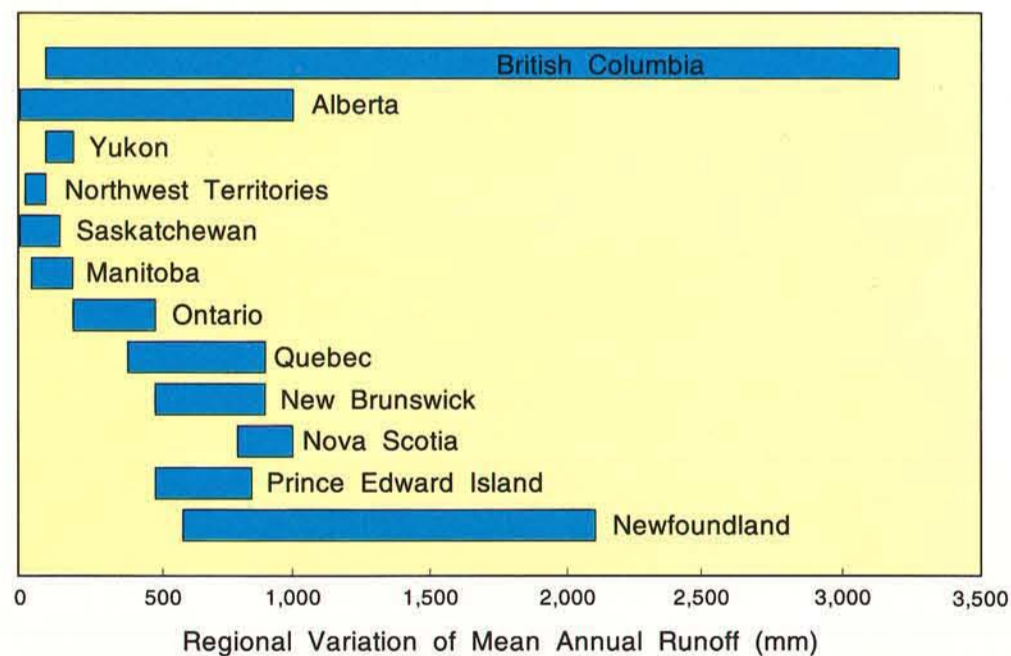 British Columbia
Alberta
Yukon
Northwest Territories
Saskatchewan
Manitoba
Ontario
Quebec
New Brunswick
Nova Scotia
Prince Edward Island
Newfoundland
0 500 1,000 1,500 2,000 2,500 3,000 3,500
Regional Variation of Mean Annual Runoff (mm)